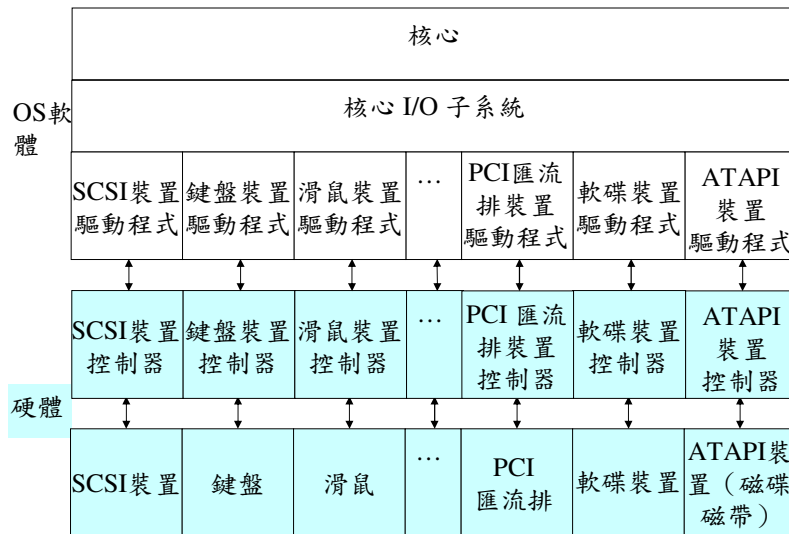 核心
核心 I/O 子系統
OS軟
體
SCSI裝置
驅動程式
鍵盤裝置
驅動程式
滑鼠裝置
驅動程式
…
PCI匯流
排裝置
驅動程式
軟碟裝置
驅動程式
ATAPI
裝置
驅動程式
SCSI裝置
控制器
鍵盤裝置
控制器
滑鼠裝置
控制器
…
PCI 匯流
排裝置
控制器
軟碟裝置
控制器
ATAPI
裝置
控制器
硬體
SCSI裝置
鍵盤
滑鼠
…
PCI
匯流排
軟碟裝置
ATAPI裝
置（磁碟
磁帶）